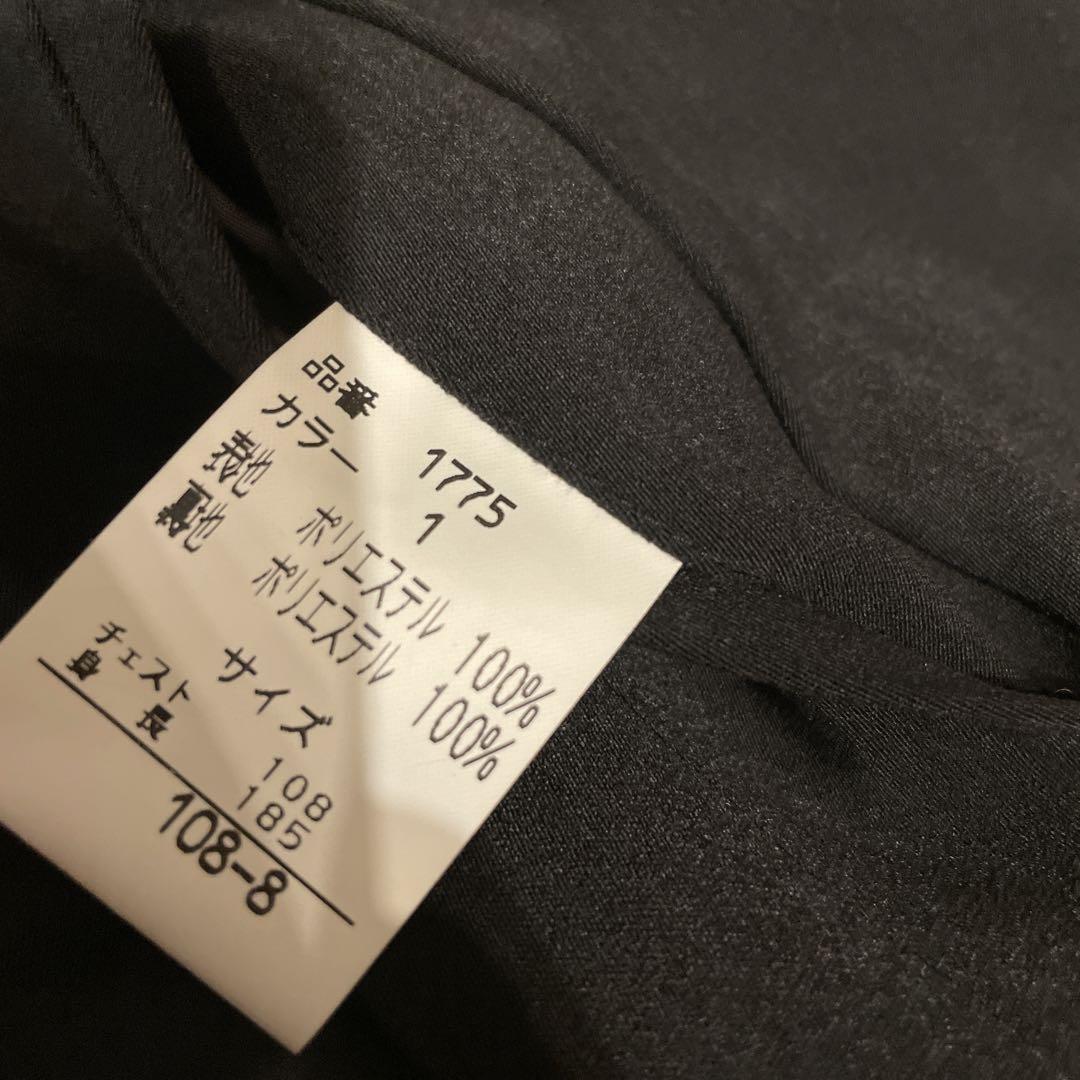 品番 1775
カラー 1
表地 ポリエステル 100%
裏地 ポリエステル 100%
サイズ
チェスト 108
身長 185
108-8